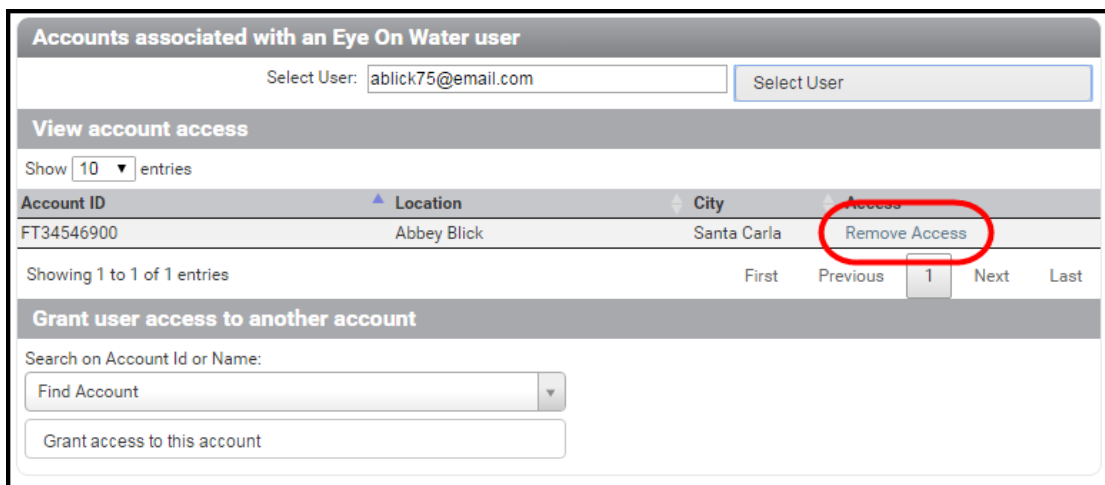 Accounts associated with an Eye On Water user
Select User: ablick75@email.com Select User
View account access
Show 10 entries
Account ID Location City Access
FT34546900 Abbey Blick Santa Carla Remove Access
Showing 1 to 1 of 1 entries First Previous 1 Next Last
Grant user access to another account
Search on Account Id or Name:
Find Account
Grant access to this account